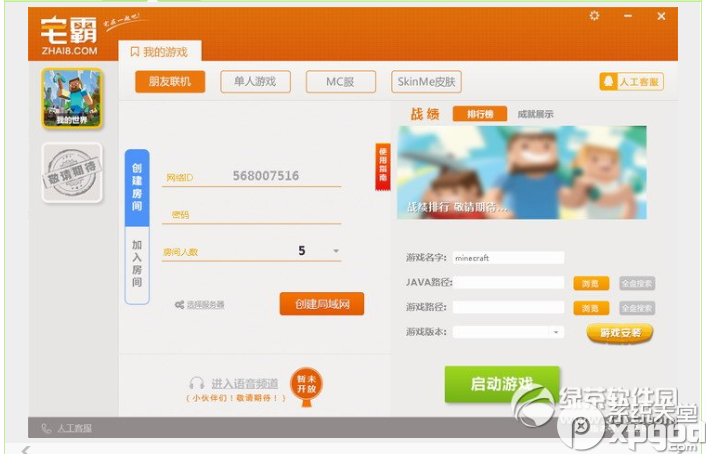 宅霸
ZHAI8.COM
我的游戏
朋友联机
单人游戏
MC服
SkinMe皮肤
人工客服
我的世界
敬请期待
创建房间
加入房间
网络ID
568007516
密码
房间人数
5
选择服务器
创建局域网
使用指南
进入语音频道
(小伙伴们!敬请期待!)
暂未开放
战绩
排行榜
成就展示
战绩排行 敬请期待...
游戏名字:
minecraft
JAVA路径:
浏览
全盘搜索
游戏路径:
浏览
全盘搜索
游戏版本:
游戏安装
启动游戏
人工客服
绿茶软件园
系统天堂